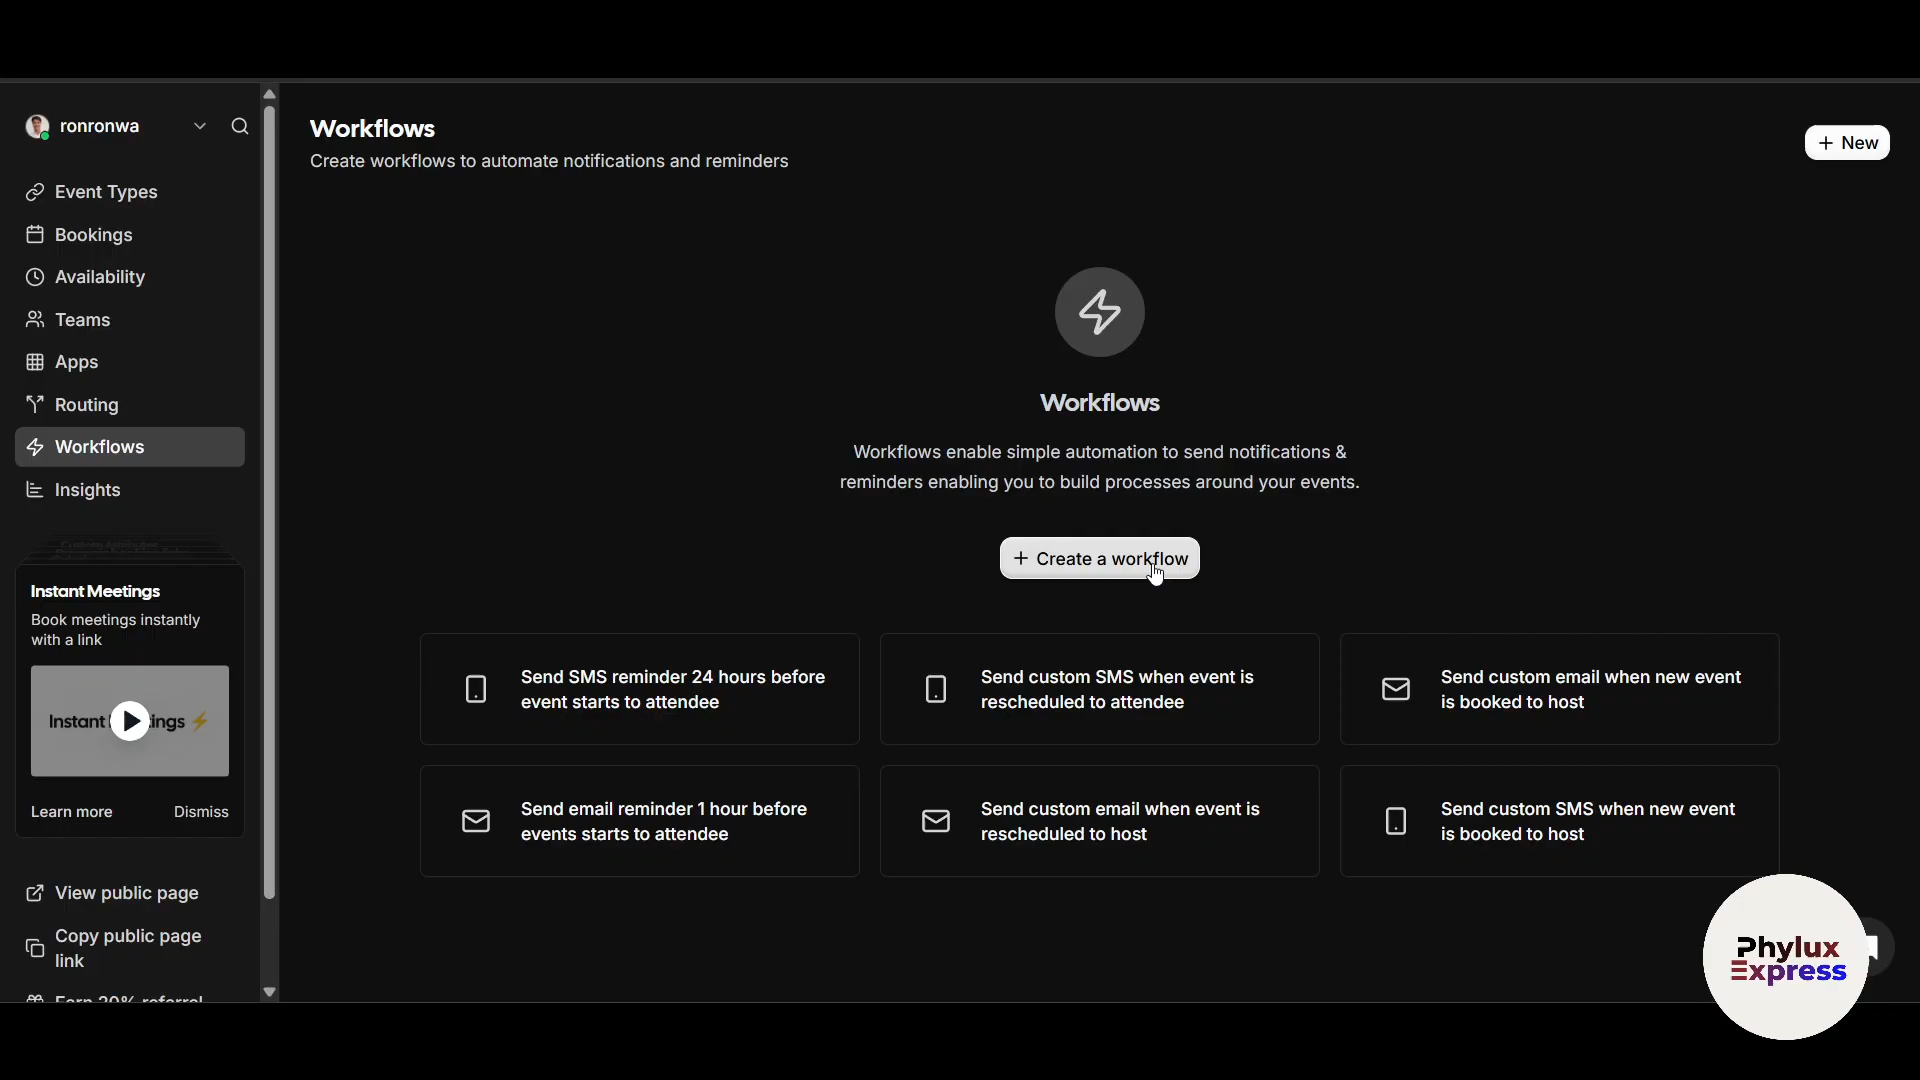 ronronwa
Event Types
Bookings
Availability
Teams
Apps
Routing
Workflows
Insights
Instant Meetings
Book meetings instantly
with a link
Learn more
Dismiss
View public page
Copy public page
link
Workflows
Create workflows to automate notifications and reminders
+ New
Workflows
Workflows enable simple automation to send notifications &
reminders enabling you to build processes around your events.
+ Create a workflow
Send SMS reminder 24 hours before
event starts to attendee
Send custom SMS when event is
rescheduled to attendee
Send custom email when new event
is booked to host
Send email reminder 1 hour before
events starts to attendee
Send custom email when event is
rescheduled to host
Send custom SMS when new event
is booked to host
Phylux
Express